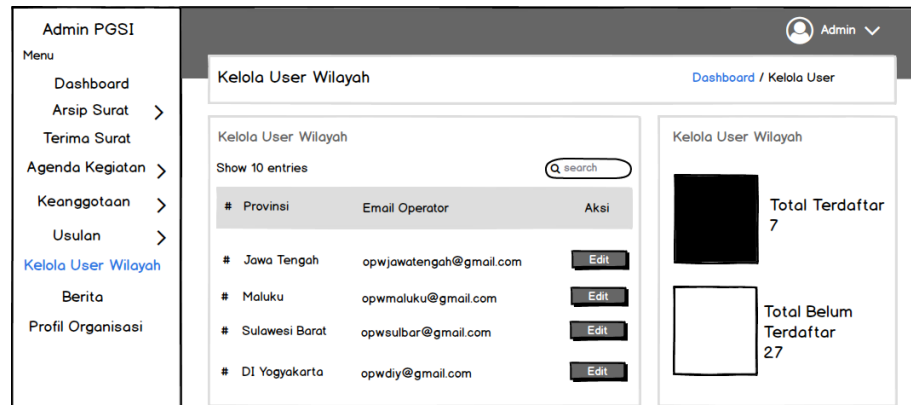 Admin PGSI
Menu
Dashboard
Arsip Surat
Terima Surat
Agenda Kegiatan
Keanggotaan
Usulan
Kelola User Wilayah
Berita
Profil Organisasi
Admin
Kelola User Wilayah
Dashboard / Kelola User
Kelola User Wilayah
Show 10 entries
search
# Provinsi Email Operator Aksi
# Jawa Tengah opwjawatengah@gmail.com Edit
# Maluku opwmaluku@gmail.com Edit
# Sulawesi Barat opwsulbar@gmail.com Edit
# DI Yogyakarta opwdiy@gmail.com Edit
Kelola User Wilayah
Total Terdaftar
7
Total Belum
Terdaftar
27